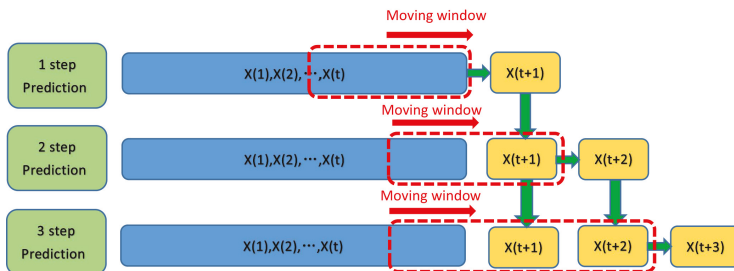 Moving window
1 step
Prediction
X(1),X(2),⋯,X(t)
X(t+1)
Moving window
2 step
Prediction
X(1),X(2),⋯,X(t)
X(t+1)
X(t+2)
Moving window
3 step
Prediction
X(1),X(2),⋯,X(t)
X(t+1)
X(t+2)
X(t+3)